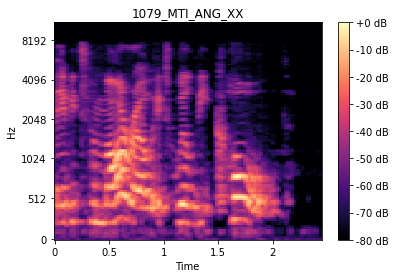 1079_MTI_ANG_XX
+0 dB
8192
-10 dB
4096
-20 dB
-30 dB
2048
Hz
-40 dB
1024
-50 dB
512
-60 dB
-70 dB
0
-80 dB
0 0.5 1 1.5 2
Time